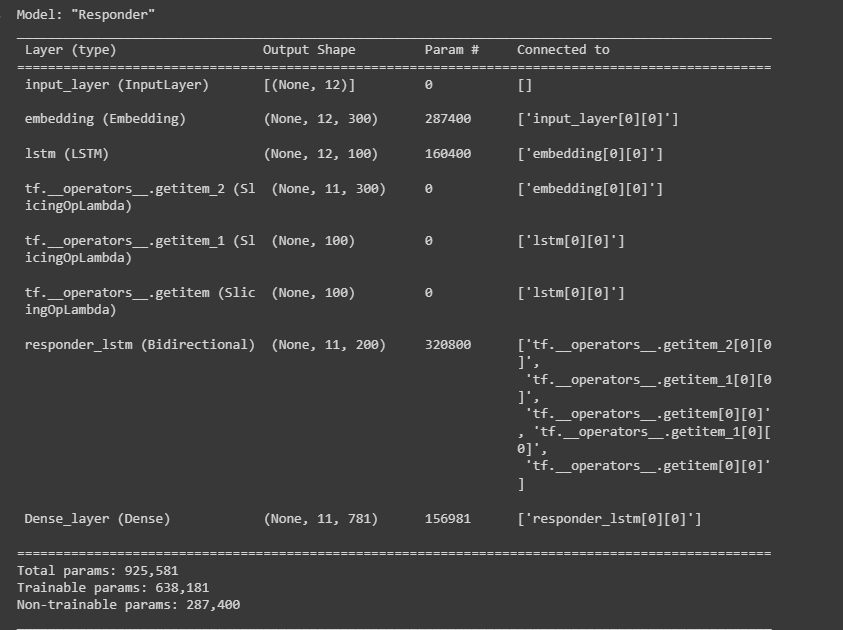 Model: "Responder"
Layer (type) Output Shape Param # Connected to
input_layer (InputLayer) [(None, 12)] 0 []
embedding (Embedding) (None, 12, 300) 287400 ['input_layer[0][0]']
lstm (LSTM) (None, 12, 100) 160400 ['embedding[0][0]']
tf.__operators__.getitem_2 (Sl (None, 11, 300) 0 ['embedding[0][0]']
icingOpLambda)
tf.__operators__.getitem_1 (Sl (None, 100) 0 ['lstm[0][0]']
icingOpLambda)
tf.__operators__.getitem (Slic (None, 100) 0 ['lstm[0][0]']
ingOpLambda)
responder_lstm (Bidirectional) (None, 11, 200) 320800 ['tf.__operators__.getitem_2[0][0
]',
'tf.__operators__.getitem_1[0][0
]',
'tf.__operators__.getitem[0][0]'
, 'tf.__operators__.getitem_1[0][
0]',
'tf.__operators__.getitem[0][0]'
]
Dense_layer (Dense) (None, 11, 781) 156981 ['responder_lstm[0][0]']
Total params: 925,581
Trainable params: 638,181
Non-trainable params: 287,400